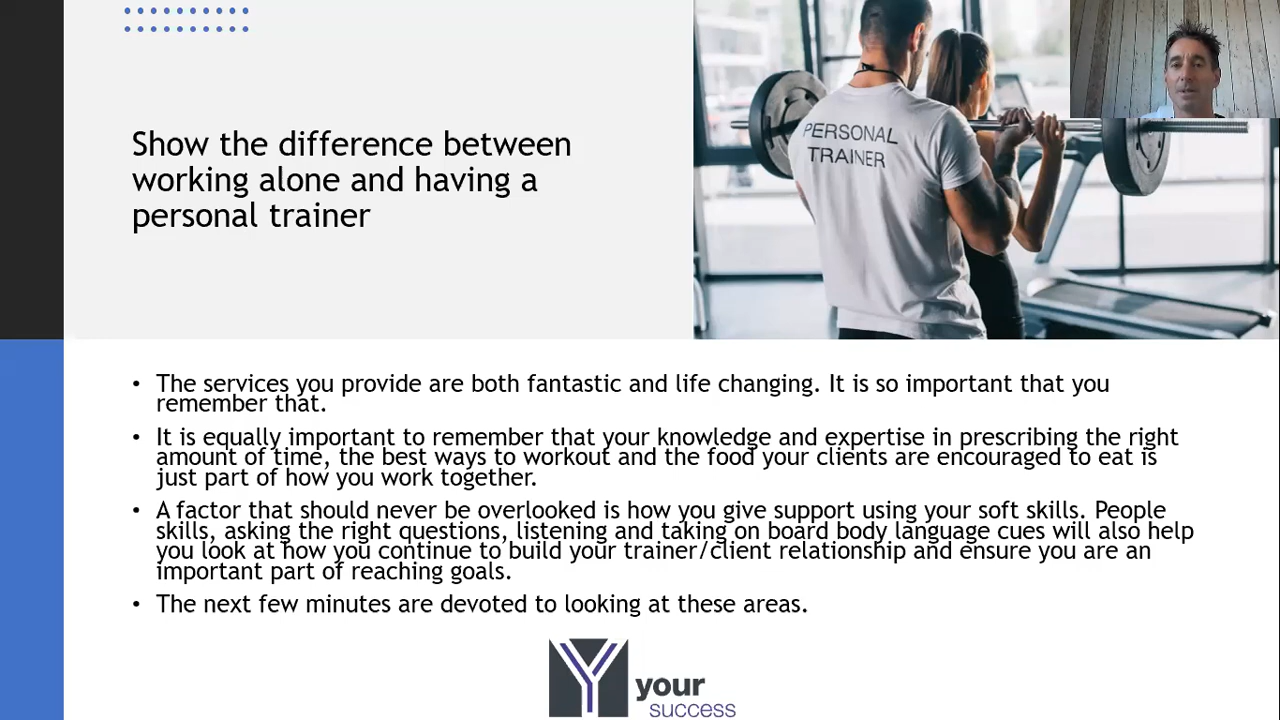 Show the difference between
working alone and having a
personal trainer
PERSONAL
TRAINER
• The services you provide are both fantastic and life changing. It is so important that you
remember that.
• It is equally important to remember that your knowledge and expertise in prescribing the right
amount of time, the best ways to workout and the food your clients are encouraged to eat is
just part of how you work together.
• A factor that should never be overlooked is how you give support using your soft skills. People
skills, asking the right questions, listening and taking on board body language cues will also help
you look at how you continue to build your trainer/client relationship and ensure you are an
important part of reaching goals.
• The next few minutes are devoted to looking at these areas.
Y your
success